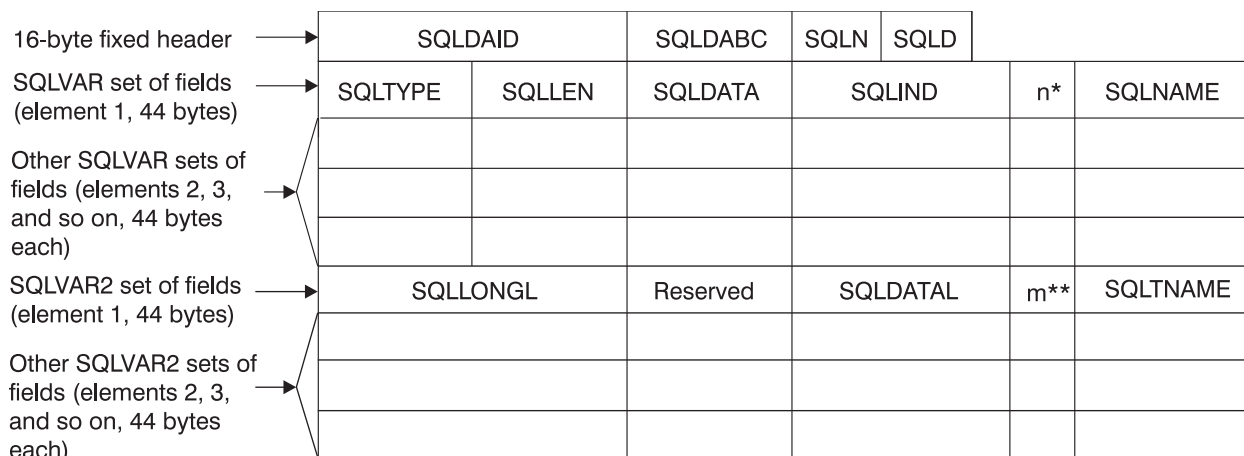 16-byte fixed header
SQLDAID SQLDABC SQLN SQLD
SQLVAR set of fields
(element 1, 44 bytes)
SQLTYPE SQLLEN SQLDATA SQLIND n* SQLNAME
Other SQLVAR sets of
fields (elements 2, 3,
and so on, 44 bytes
each)
SQLVAR2 set of fields
(element 1, 44 bytes)
SQLLONGL Reserved SQLDATAL m** SQLTNAME
Other SQLVAR2 sets of
fields (elements 2, 3,
and so on, 44 bytes
each)